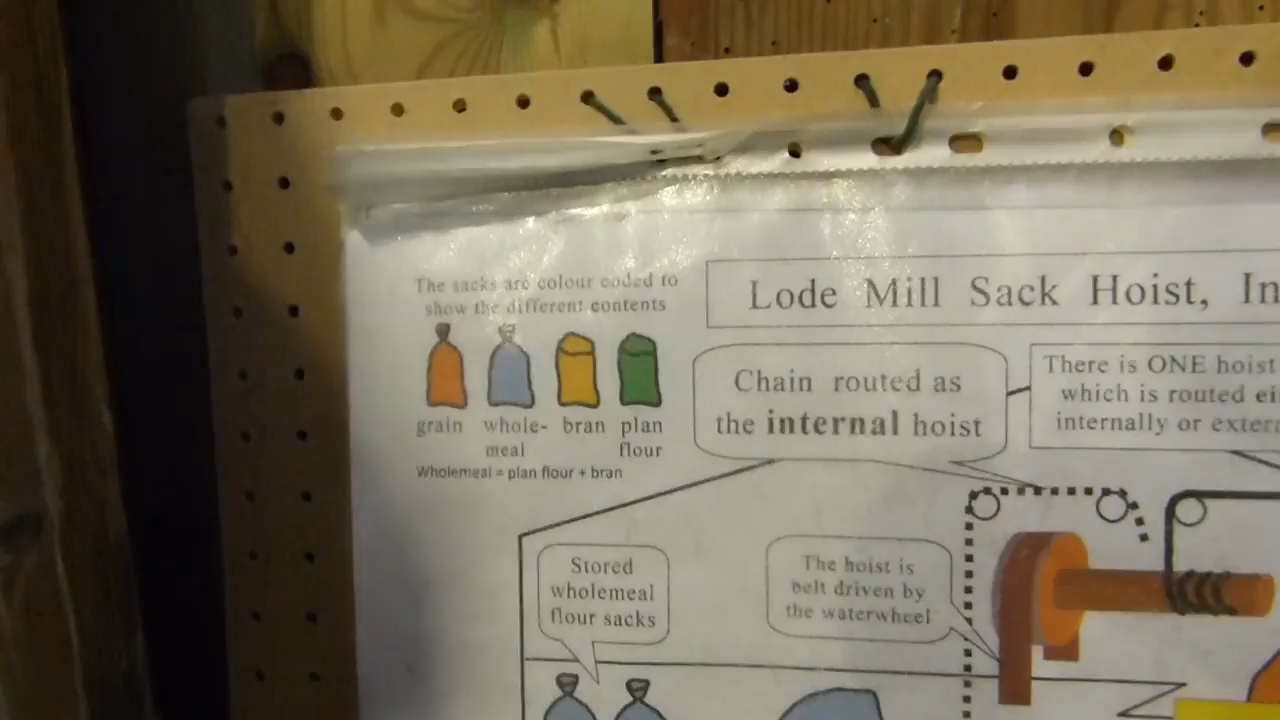 The sacks are colour coded to
show the different contents
grain whole- bran plan
meal flour
Wholemeal = plan flour + bran
Lode Mill Sack Hoist, In
Chain routed as
the internal hoist
There is ONE hoist
which is routed ei
internally or extern
Stored
wholemeal
flour sacks
The hoist is
belt driven by
the waterwheel